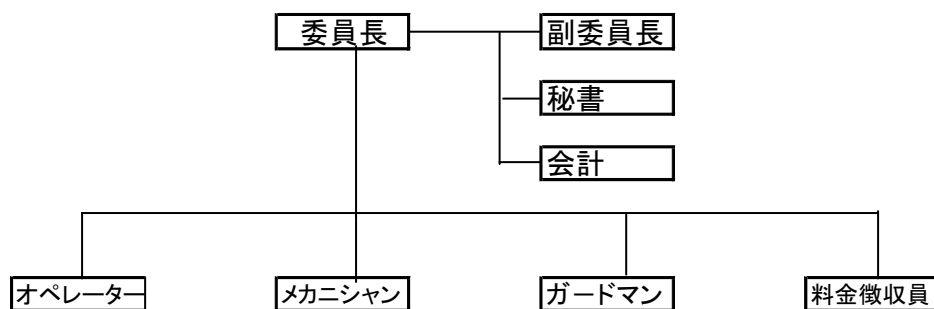 委員長
副委員長
秘書
会計
オペレーター
メカニシャン
ガードマン
料金徴収員